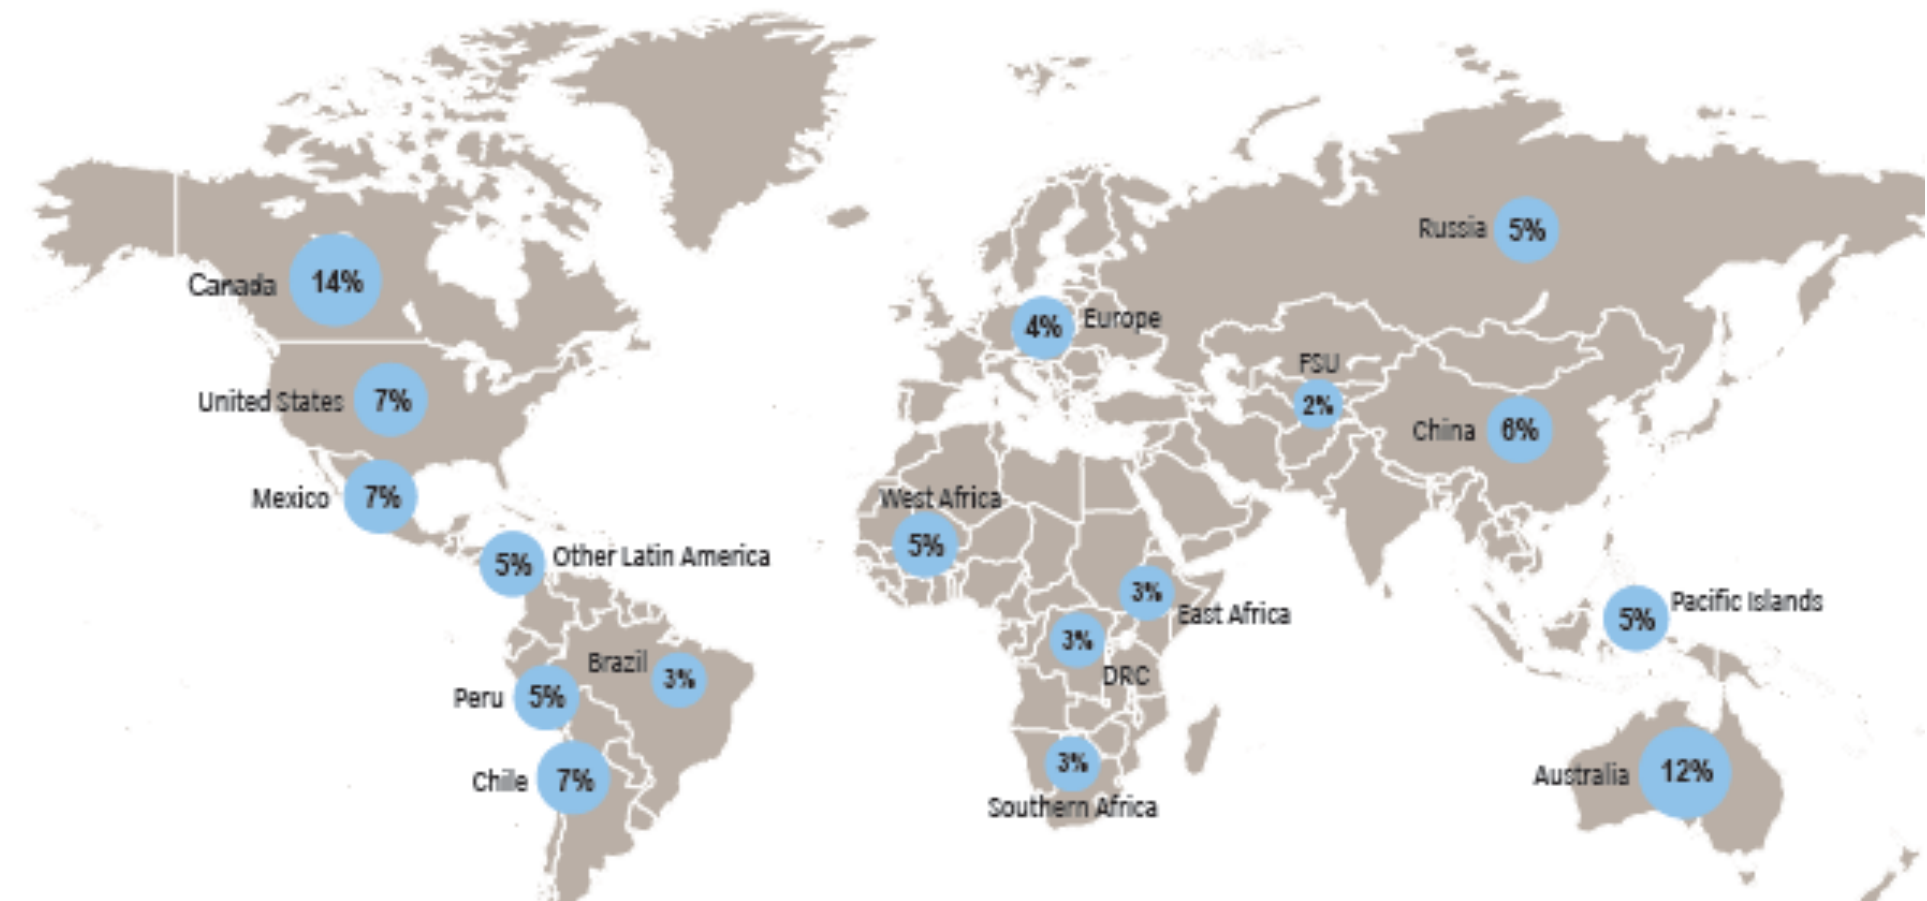 Russia 5%
Canada 14%
4% Europe
FSU
2%
United States 7%
China 6%
Mexico 7%
West Africa
5%
5% Other Latin America
3%
East Africa
5% Pacific Islands
3%
DRC
Brazil 3%
Peru 5%
3%
Southern Africa
Chile 7%
Australia 12%